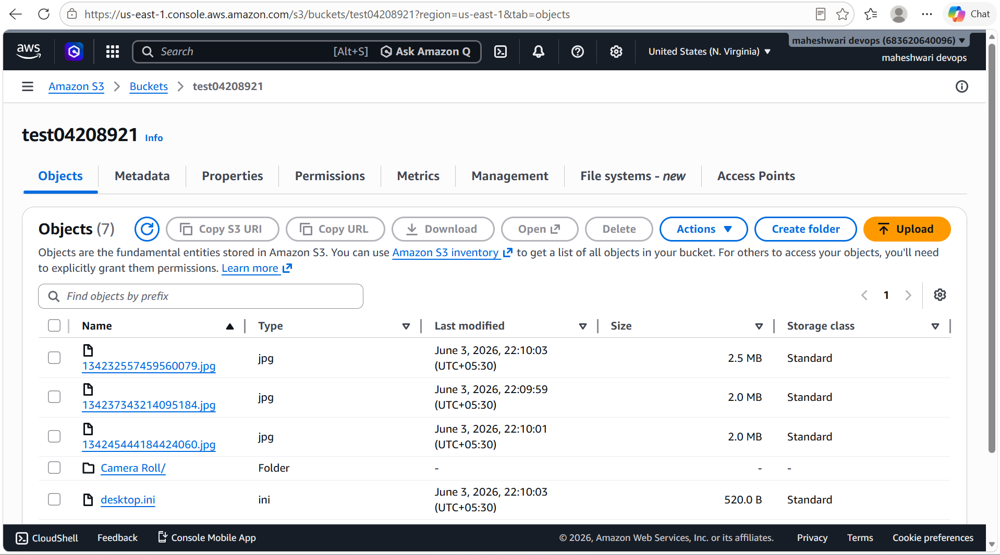 https://us-east-1.console.aws.amazon.com/s3/buckets/test04208921?region=us-east-1&tab=objects
Chat
aws
Search [Alt+S] Ask Amazon Q
United States (N. Virginia)
maheshwari devops (683620640096)
maheshwari devops
Amazon S3 Buckets test04208921
test04208921 Info
Objects Metadata Properties Permissions Metrics Management File systems - new Access Points
Objects (7) Copy S3 URI Copy URL Download Open Delete Actions Create folder Upload
Objects are the fundamental entities stored in Amazon S3. You can use Amazon S3 inventory to get a list of all objects in your bucket. For others to access your objects, you'll need
to explicitly grant them permissions. Learn more
Find objects by prefix
1
Name Type Last modified Size Storage class
134232557459560079.jpg jpg June 3, 2026, 22:10:03 (UTC+05:30) 2.5 MB Standard
134237343214095184.jpg jpg June 3, 2026, 22:09:59 (UTC+05:30) 2.0 MB Standard
134245444184424060.jpg jpg June 3, 2026, 22:10:01 (UTC+05:30) 2.0 MB Standard
Camera Roll/ Folder - - -
desktop.ini ini June 3, 2026, 22:10:03 (UTC+05:30) 520.0 B Standard
CloudShell Feedback Console Mobile App © 2026, Amazon Web Services, Inc. or its affiliates. Privacy Terms Cookie preferences